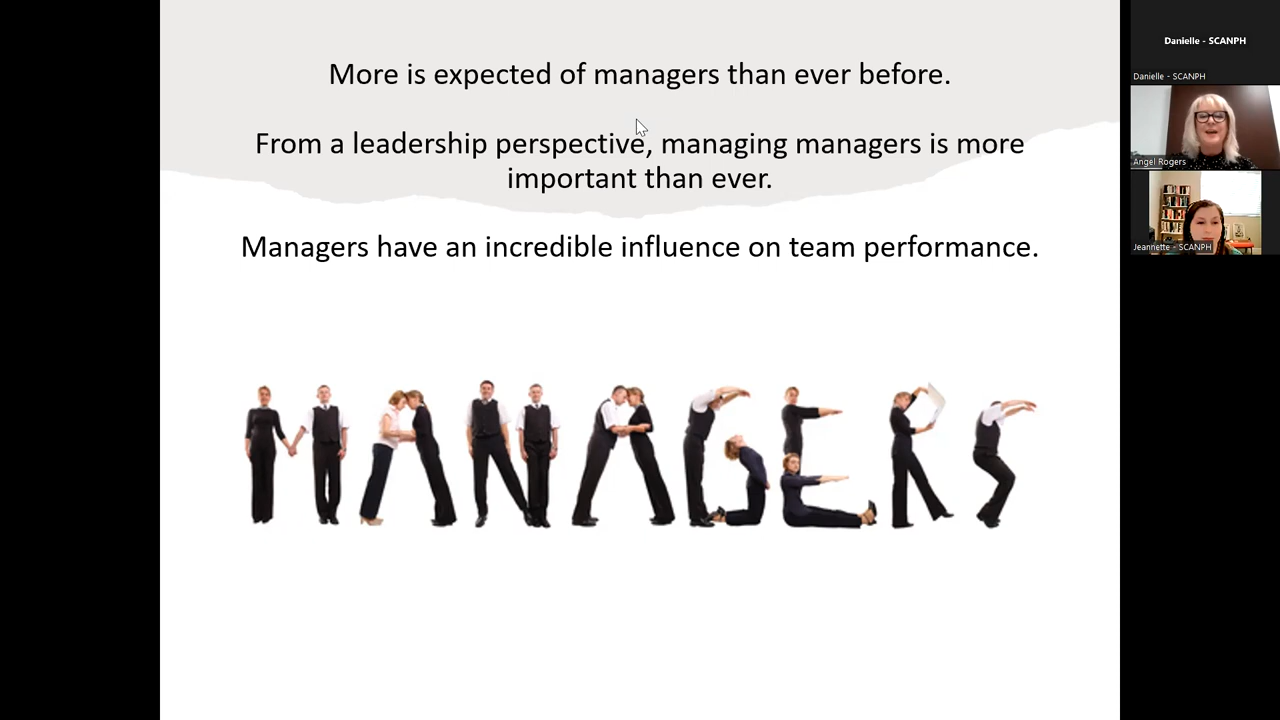 More is expected of managers than ever before.
From a leadership perspective, managing managers is more
important than ever.
Managers have an incredible influence on team performance.
MANAGERS
Danielle - SCANPH
Danielle - SCANPH
Angel Rogers
Jeannette - SCANPH